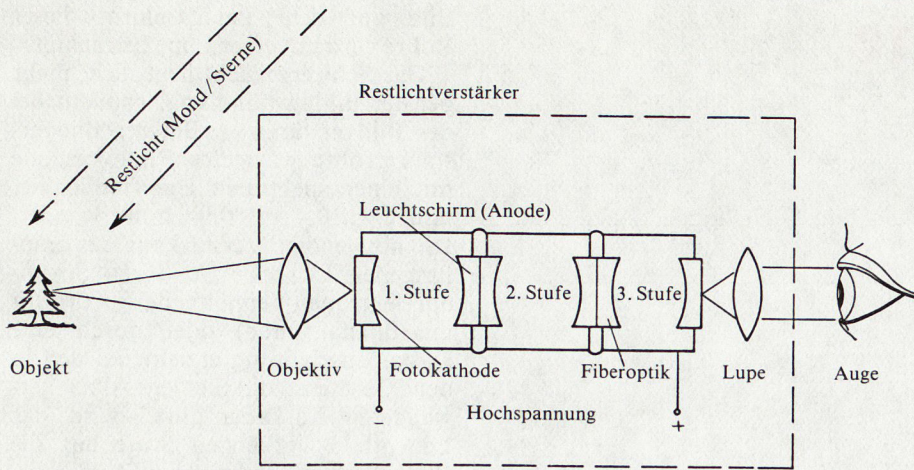 Restlicht (Mond/Sterne)
Restlichtverstärker
Leuchtschirm (Anode)
1. Stufe
2. Stufe
3. Stufe
Objekt
Objektiv
Fotokathode
Fiberoptik
Lupe
Auge
Hochspannung
–
+